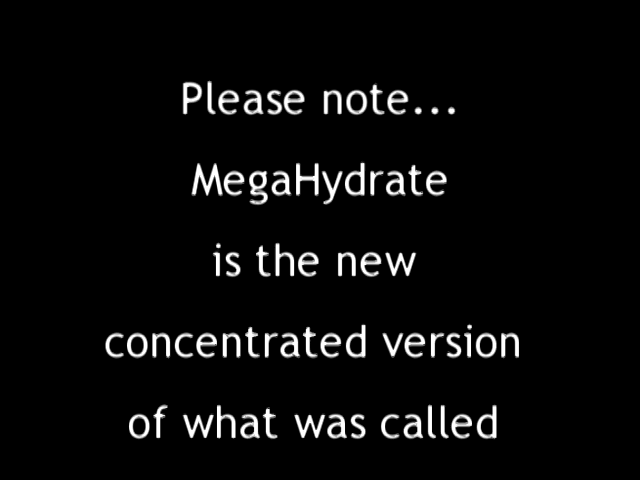 Please note...
MegaHydrate
is the new
concentrated version
of what was called